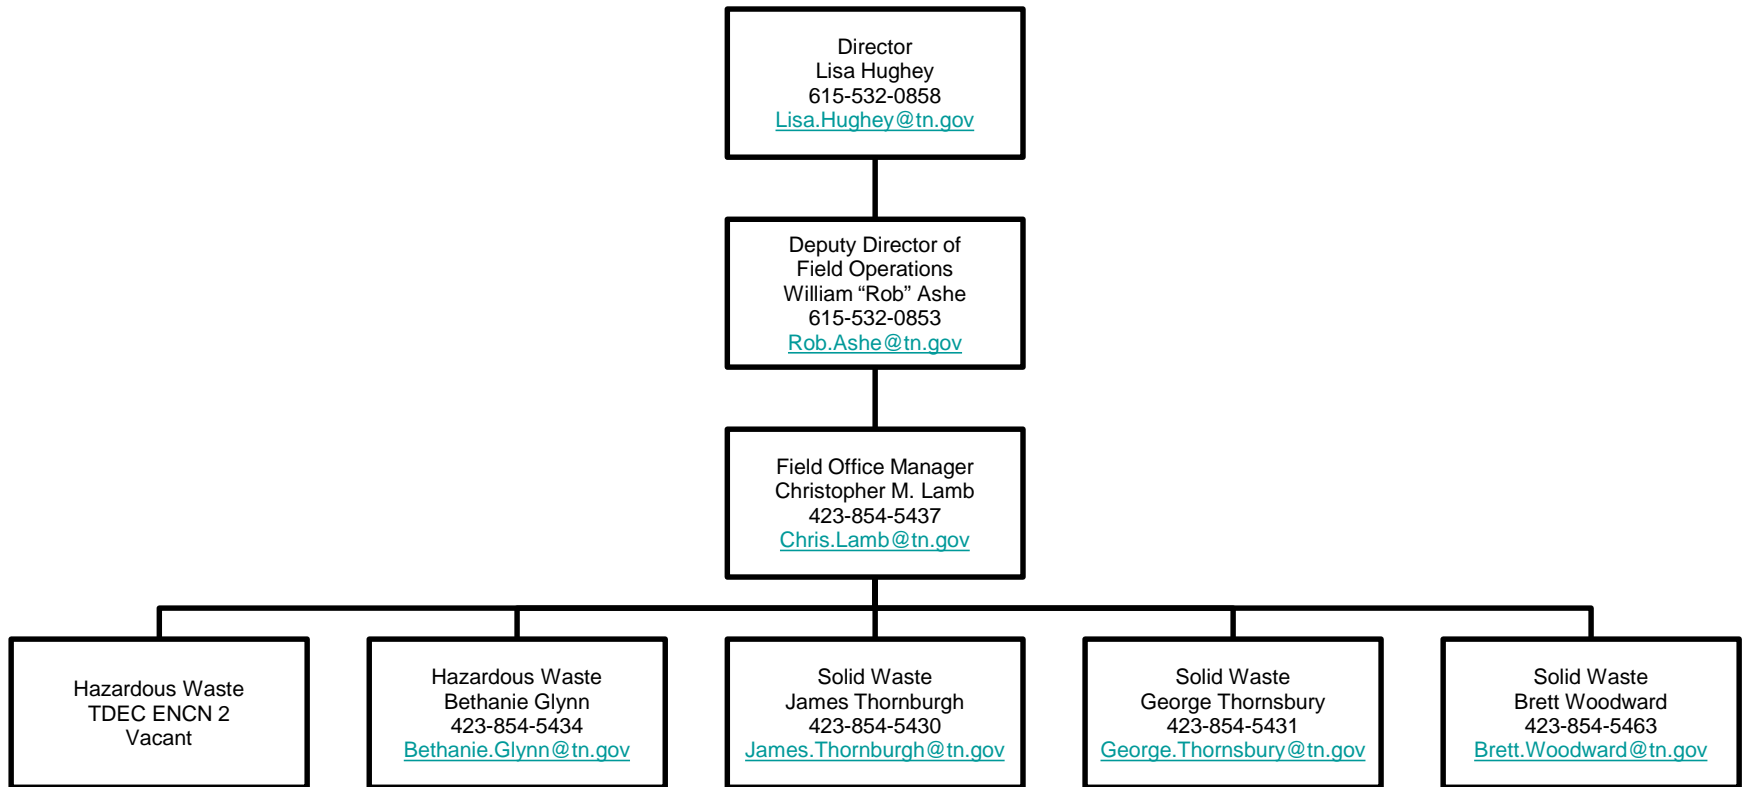 Director
Lisa Hughey
615-532-0858
Lisa.Hughey@tn.gov
Deputy Director of
Field Operations
William “Rob” Ashe
615-532-0853
Rob.Ashe@tn.gov
Field Office Manager
Christopher M. Lamb
423-854-5437
Chris.Lamb@tn.gov
Hazardous Waste
TDEC ENCN 2
Vacant
Hazardous Waste
Bethanie Glynn
423-854-5434
Bethanie.Glynn@tn.gov
Solid Waste
James Thornburgh
423-854-5430
James.Thornburgh@tn.gov
Solid Waste
George Thornsbury
423-854-5431
George.Thornsbury@tn.gov
Solid Waste
Brett Woodward
423-854-5463
Brett.Woodward@tn.gov